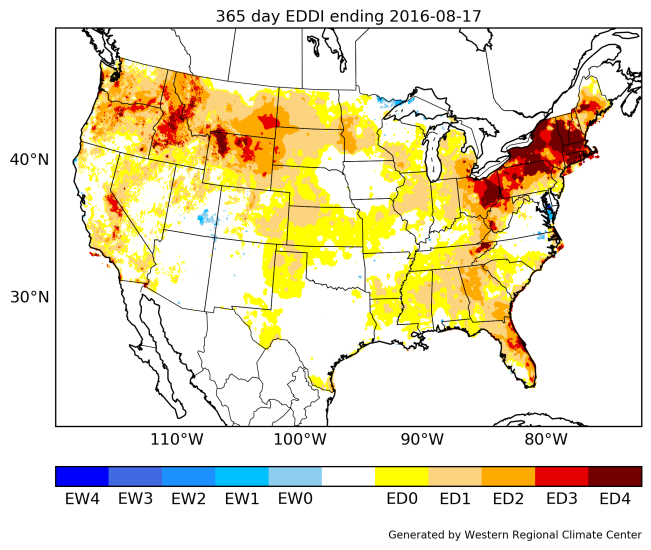 365 day EDDI ending 2016-08-17
40°N
30°N
110°W 100°W 90°W 80°W
EW4 EW3 EW2 EW1 EW0 ED0 ED1 ED2 ED3 ED4
Generated by Western Regional Climate Center